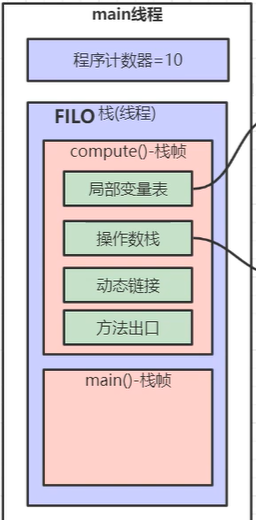 main线程
程序计数器=10
FILO 栈(线程)
compute()-栈帧
局部变量表
操作数栈
动态链接
方法出口
main()-栈帧